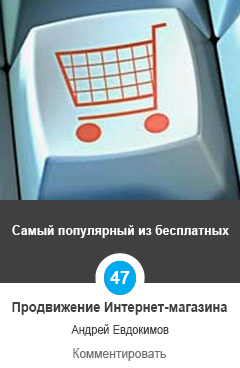 Самый популярный из бесплатных
47
Продвижение Интернет-магазина
Андрей Евдокимов
Комментировать